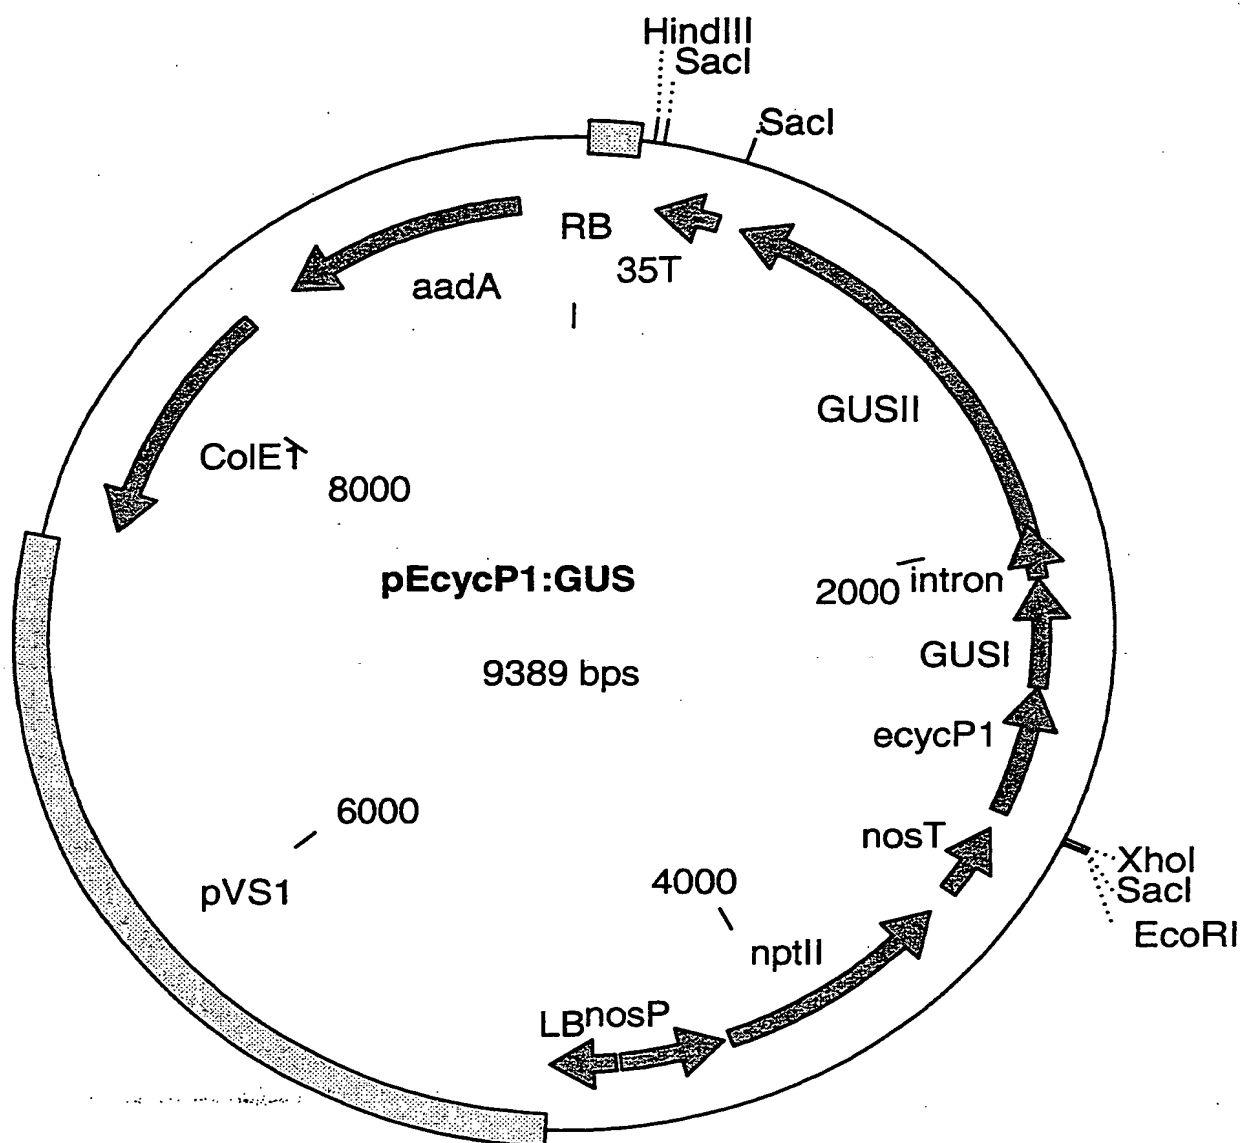 HindIII
SacI
SacI
RB
35T
aadA
GUSII
ColE1
8000
pEcycP1:GUS
2000
intron
9389 bps
GUSI
ecycP1
6000
nosT
XhoI
SacI
EcoRI
4000
pVS1
nptII
LB
nosP